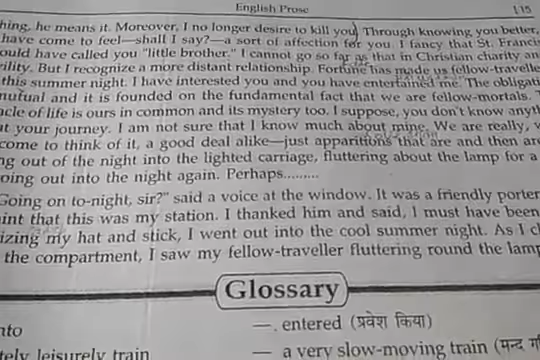 English Prose 115
hing, he means it. Moreover, I no longer desire to kill you. Through knowing you better,
have come to feel—shall I say?—a sort of affection for you. I fancy that St. Francis
ould have called you "little brother." I cannot go so far as that in Christian charity an
ility. But I recognize a more distant relationship. Fortune has made us fellow-travelle
this summer night. I have interested you and you have entertained me. The obligati
mutual and it is founded on the fundamental fact that we are fellow-mortals. T
acle of life is ours in common and its mystery too. I suppose, you don't know anyth
ut your journey. I am not sure that I know much about mine. We are really, w
come to think of it, a good deal alike—just apparitions that are and then are
ng out of the night into the lighted carriage, fluttering about the lamp for a
oing out into the night again. Perhaps.........
Going on to-night, sir?" said a voice at the window. It was a friendly porter
int that this was my station. I thanked him and said, I must have been
izing my hat and stick, I went out into the cool summer night. As I cl
the compartment, I saw my fellow-traveller fluttering round the lamp
Glossary
nto — entered (प्रवेश किया)
tely leisurely train — a very slow-moving train (मन्द ग